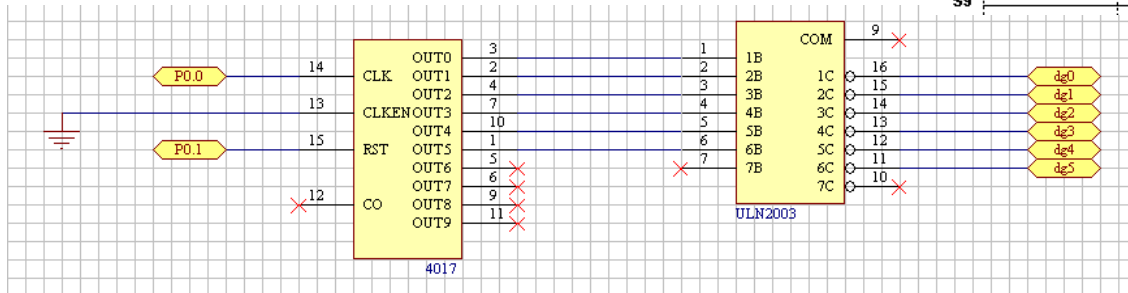 S9
P0.0
P0.1
14
13
15
12
CLK
CLKEN
RST
CO
OUT0
OUT1
OUT2
OUT3
OUT4
OUT5
OUT6
OUT7
OUT8
OUT9
3
2
4
7
10
1
5
6
9
11
4017
1
2
3
4
5
6
7
1B
2B
3B
4B
5B
6B
7B
COM
1C
2C
3C
4C
5C
6C
7C
9
16
15
14
13
12
11
10
ULN2003
dg0
dg1
dg2
dg3
dg4
dg5